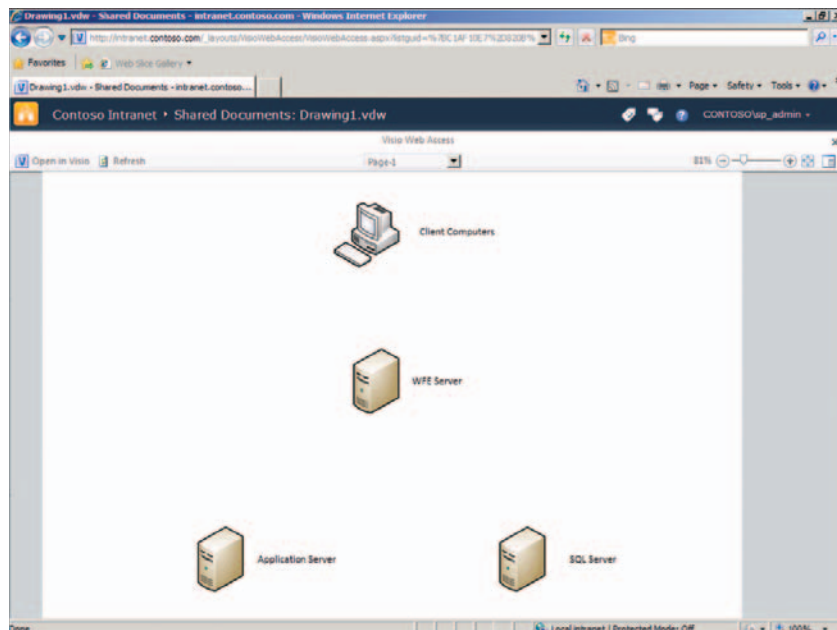 Drawing1.vdw - Shared Documents - intranet.contoso.com - Windows Internet Explorer
Bing
Favorites Web Slice Gallery
Drawing1.vdw - Shared Documents - intranet.contoso....
Page Safety Tools
Contoso Intranet Shared Documents: Drawing1.vdw CONTOSO\sp_admin
Visio Web Access
Open in Visio Refresh Page-1 81%
Client Computers
WFE Server
Application Server SQL Server
Done Local intranet | Protected Mode: Off 100%